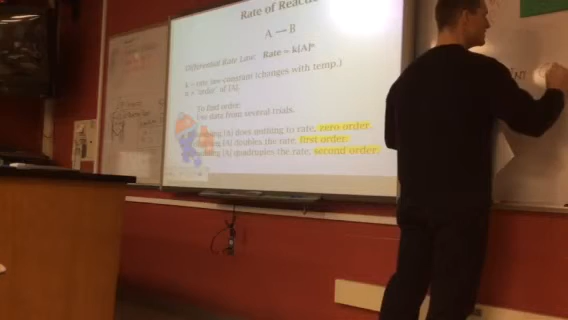 Rate of Reac
A → B
Differential Rate Law: Rate = k[A]ⁿ
k = rate law constant (changes with temp.)
n = "order" of [A].
To find order:
Use data from several trials.
[A] does nothing to rate, zero order.
[A] doubles the rate, first order.
[A] quadruples the rate, second order.